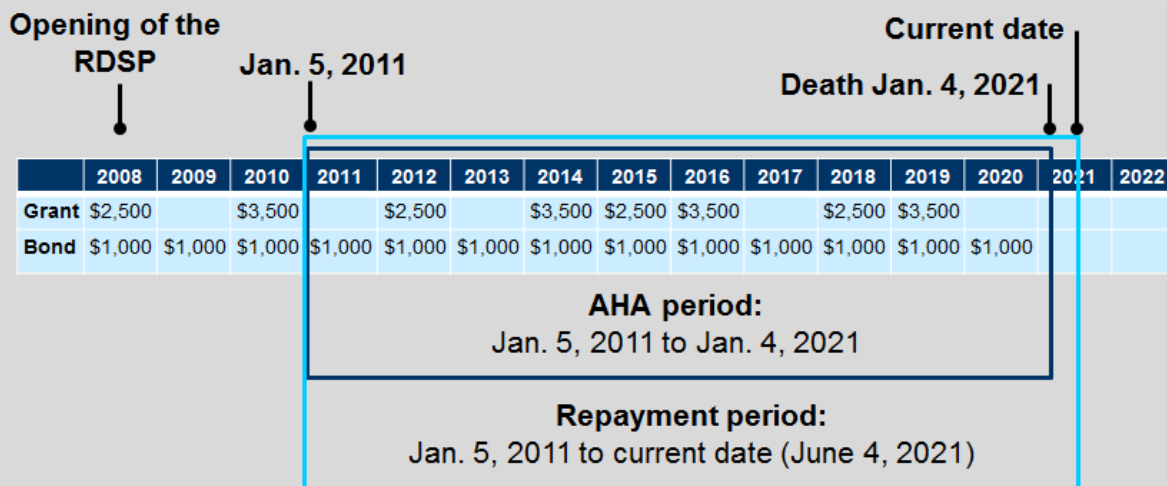 Opening of the
RDSP
Jan. 5, 2011
Current date
Death Jan. 4, 2021
2008 2009 2010 2011 2012 2013 2014 2015 2016 2017 2018 2019 2020 2021 2022
Grant $2,500 $3,500 $2,500 $3,500 $2,500 $3,500 $2,500 $3,500
Bond $1,000 $1,000 $1,000 $1,000 $1,000 $1,000 $1,000 $1,000 $1,000 $1,000 $1,000 $1,000 $1,000
AHA period:
Jan. 5, 2011 to Jan. 4, 2021
Repayment period:
Jan. 5, 2011 to current date (June 4, 2021)